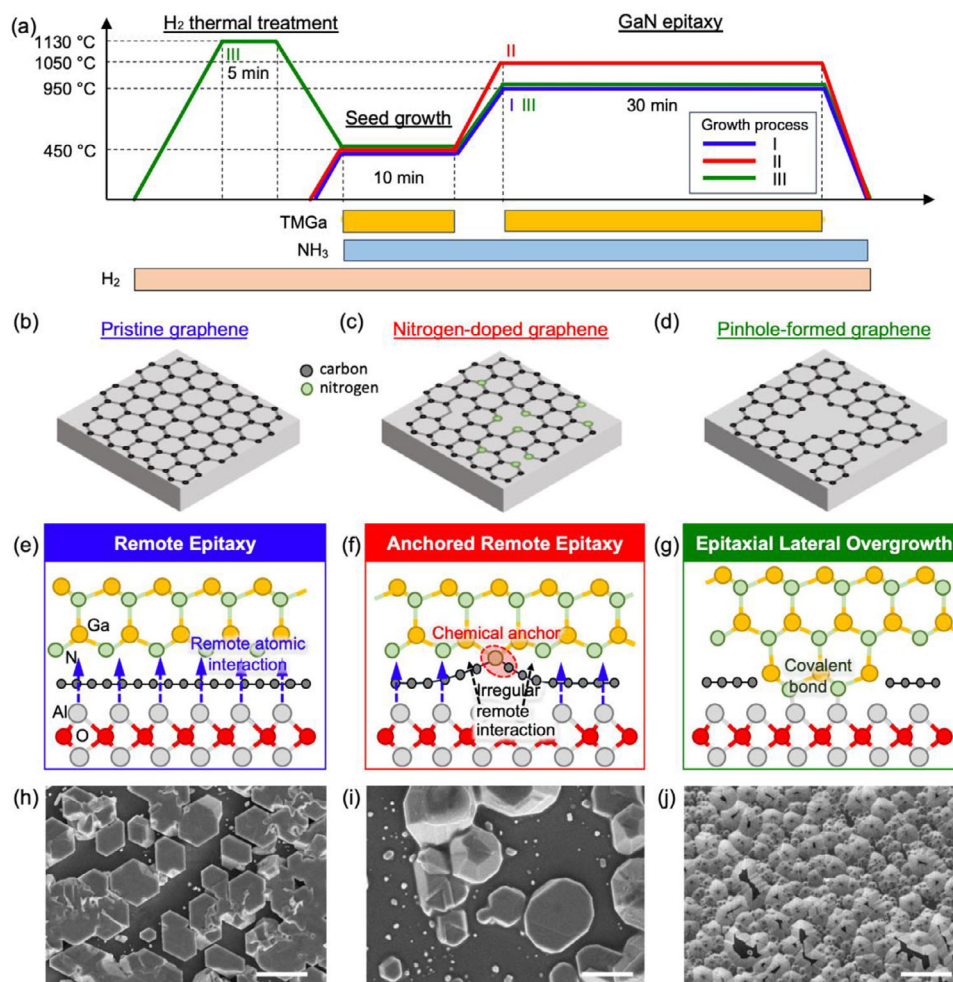 (a)
H₂ thermal treatment
GaN epitaxy
1130 °C
1050 °C
950 °C
450 °C
III
5 min
II
Seed growth
I III
30 min
10 min
Growth process
I
II
III
TMGa
NH₃
H₂
(b)
Pristine graphene
(c)
Nitrogen-doped graphene
(d)
Pinhole-formed graphene
carbon
nitrogen
(e)
Remote Epitaxy
(f)
Anchored Remote Epitaxy
(g)
Epitaxial Lateral Overgrowth
Ga
N
Remote atomic
interaction
Al
O
Chemical anchor
Irregular
remote
interaction
Covalent
bond
(h)
(i)
(j)